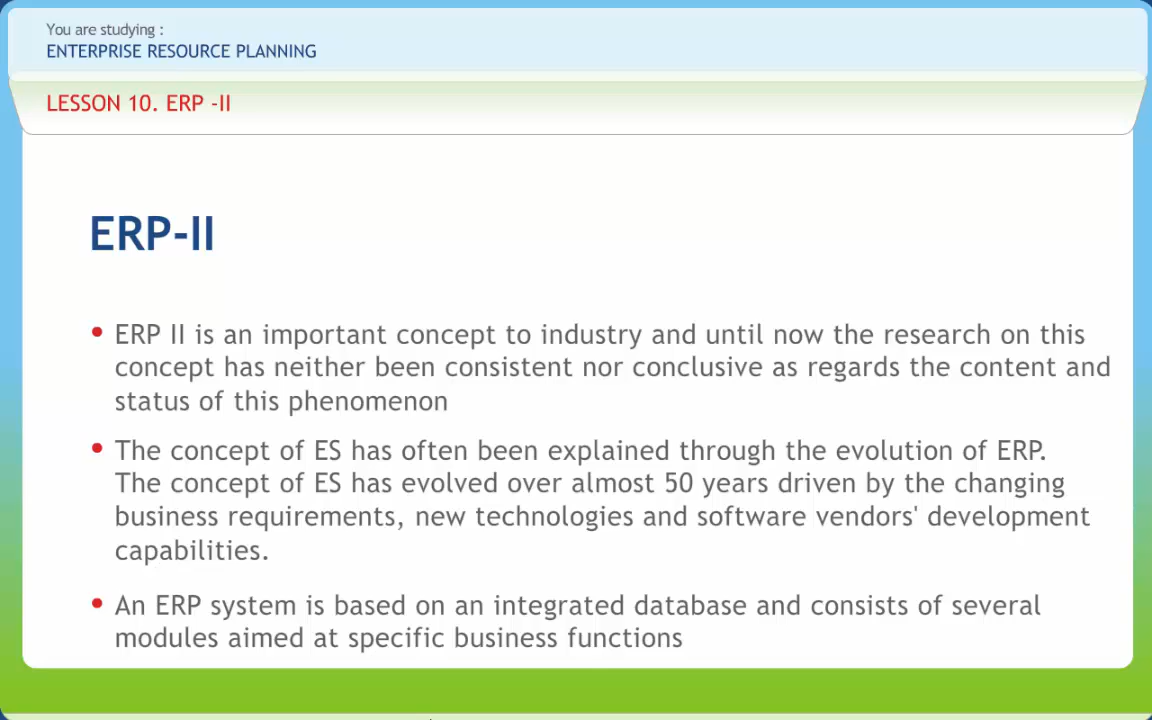 You are studying :
ENTERPRISE RESOURCE PLANNING
LESSON 10. ERP -II
ERP-II
• ERP II is an important concept to industry and until now the research on this
concept has neither been consistent nor conclusive as regards the content and
status of this phenomenon
• The concept of ES has often been explained through the evolution of ERP.
The concept of ES has evolved over almost 50 years driven by the changing
business requirements, new technologies and software vendors' development
capabilities.
• An ERP system is based on an integrated database and consists of several
modules aimed at specific business functions